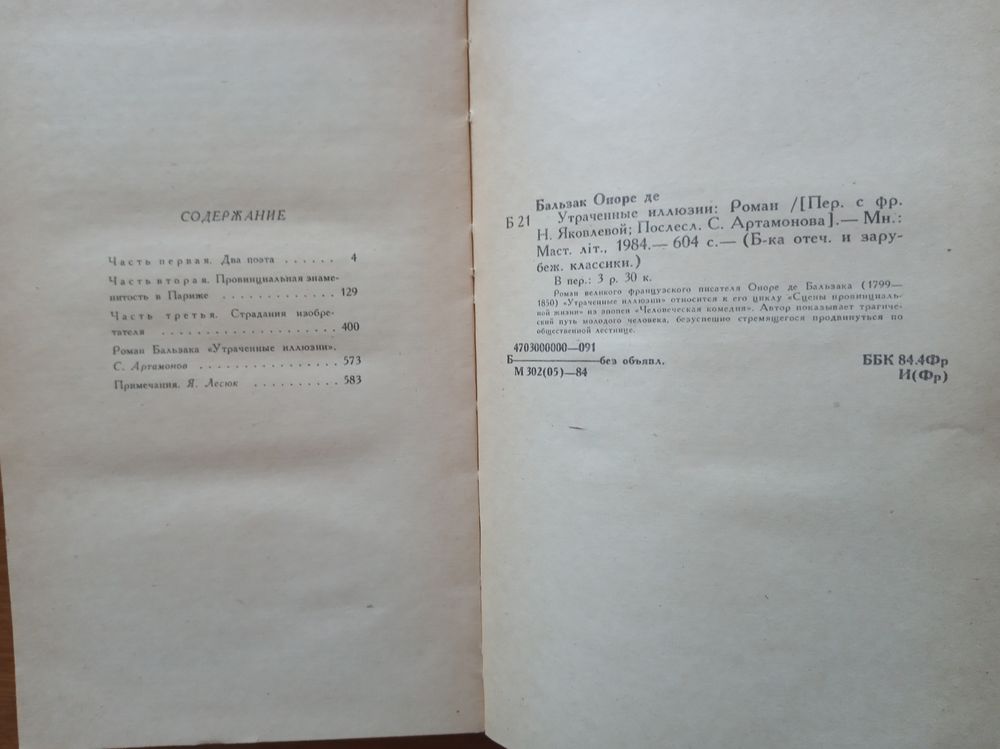 СОДЕРЖАНИЕ
Часть первая. Два поэта . . . . . . 4
Часть вторая. Провинциальная знаме-
нитость в Париже . . . . . . . . . . . . 129
Часть третья. Страдания изобре-
тателя . . . . . . . . . . . . . . . . . . 400
Роман Бальзака «Утраченные иллюзии».
С. Артамонов . . . . . . . . . . . . . . . 573
Примечания. Я. Лесюк . . . . . . . . . . 583
Бальзак Оноре де
Б 21 Утраченные иллюзии: Роман /[Пер. с фр.
Н. Яковлевой; Послесл. С. Артамонова].— Мн.:
Маст. літ., 1984.— 604 с.— (Б-ка отеч. и зару-
беж. классики.)
В пер.: 3 р. 30 к.
Роман великого французского писателя Оноре де Бальзака (1799—
1850) «Утраченные иллюзии» относится к его циклу «Сцены провинциаль-
ной жизни» из эпопеи «Человеческая комедия». Автор показывает трагиче-
ский путь молодого человека, безуспешно стремящегося продвинуться по
общественной лестнице.
4703000000—091
Б————без объявл.
М 302(05)—84
ББК 84.4Фр
И(Фр)